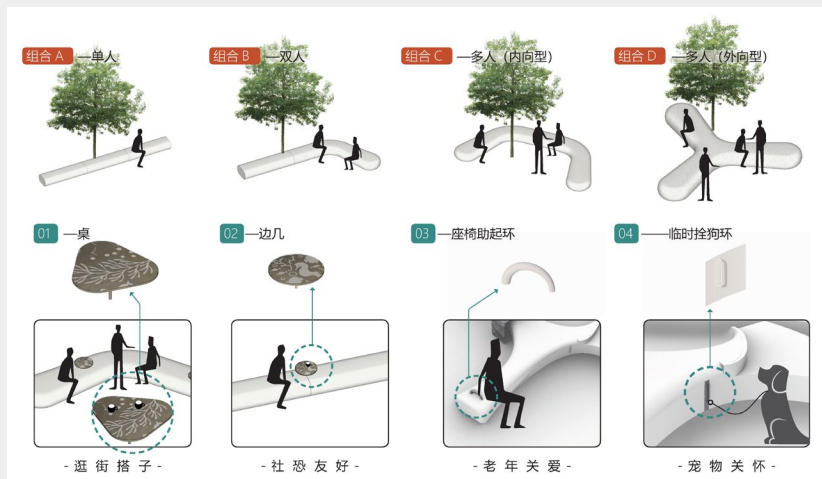 组合 A —单人
组合 B —双人
组合 C —多人（内向型）
组合 D —多人（外向型）
01 —桌
02 —边几
03 —座椅助起环
04 ——临时拴狗环
- 逛 街 搭 子 -
- 社 恐 友 好 -
- 老 年 关 爱 -
- 宠 物 关 怀 -